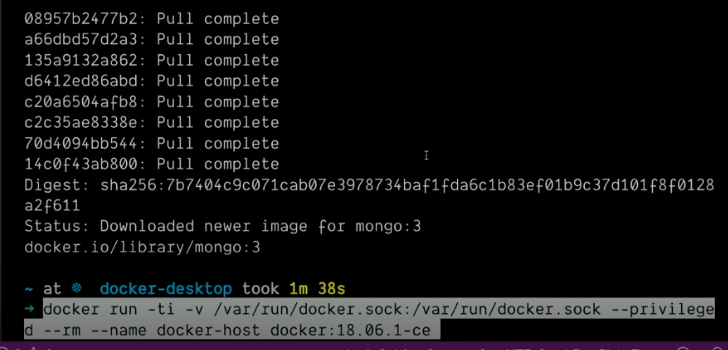 08957b2477b2: Pull complete
a66dbd57d2a3: Pull complete
135a9132a862: Pull complete
d6412ed86abd: Pull complete
c20a6504afb8: Pull complete
c2c35ae8338e: Pull complete
70d4094bb544: Pull complete
14c0f43ab800: Pull complete
Digest: sha256:7b7404c9c071cab07e3978734baf1fda6c1b83ef01b9c37d101f8f0128
a2f611
Status: Downloaded newer image for mongo:3
docker.io/library/mongo:3
~ at ☸ docker-desktop took 1m 38s
➜ docker run -ti -v /var/run/docker.sock:/var/run/docker.sock --privilege
d --rm --name docker-host docker:18.06.1-ce